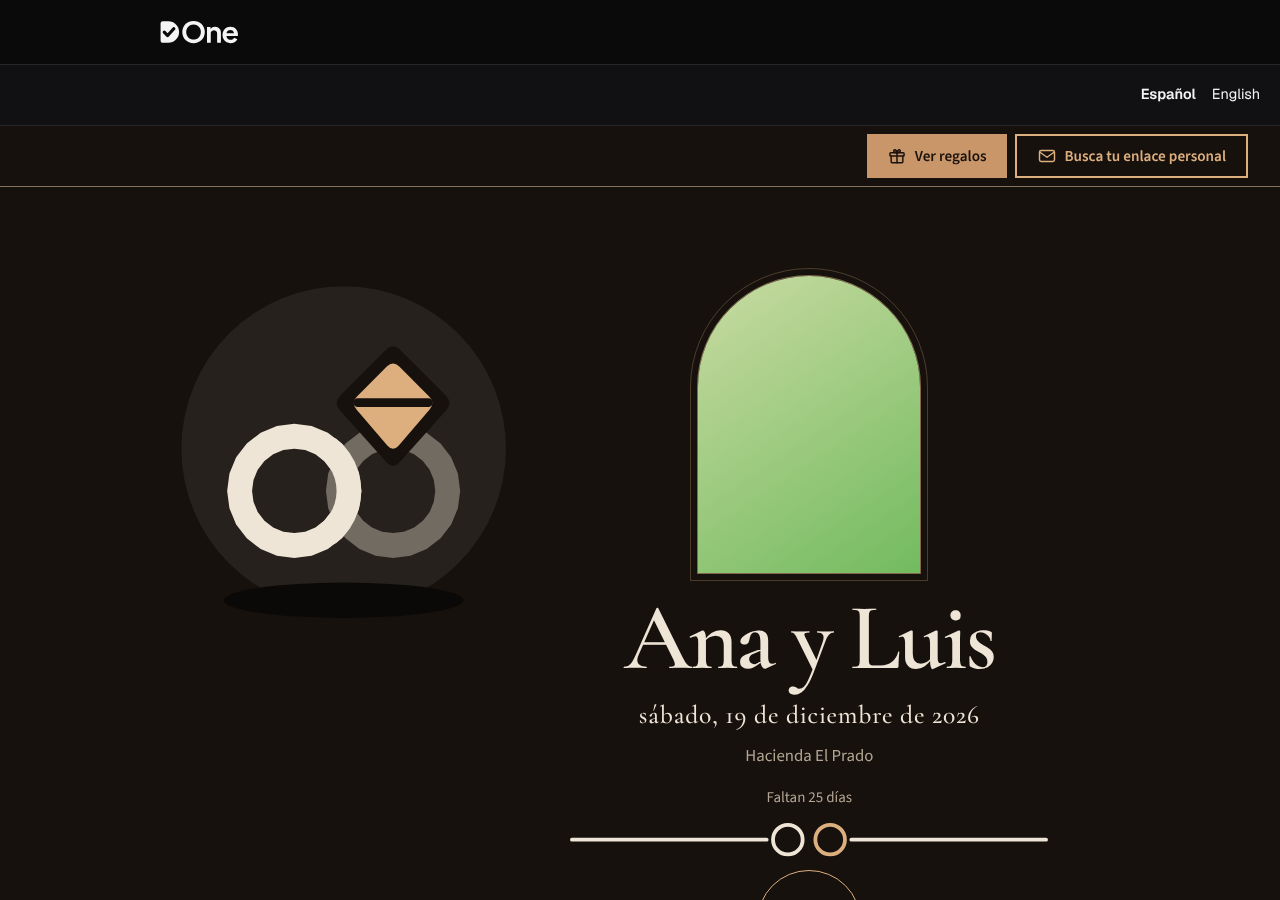 DOne
Español English
Ver regalos Busca tu enlace personal
Ana y Luis
sábado, 19 de diciembre de 2026
Hacienda El Prado
Faltan 25 días